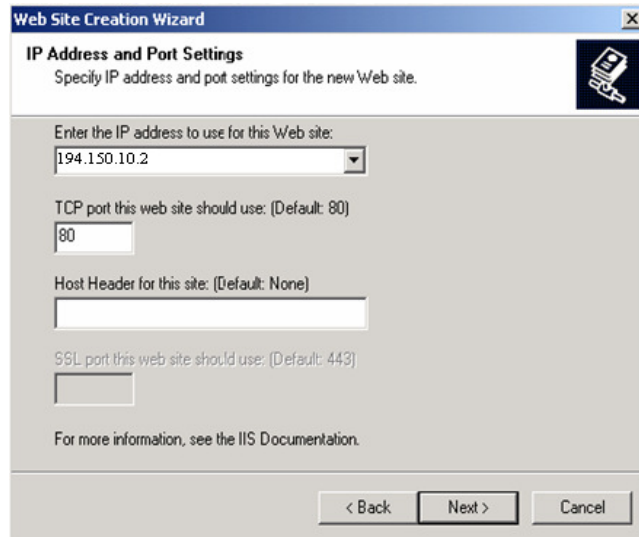 Web Site Creation Wizard
IP Address and Port Settings
Specify IP address and port settings for the new Web site.
Enter the IP address to use for this Web site:
194.150.10.2
TCP port this web site should use: (Default: 80)
80
Host Header for this site: (Default: None)
SSL port this web site should use: (Default: 443)
For more information, see the IIS Documentation.
< Back Next > Cancel